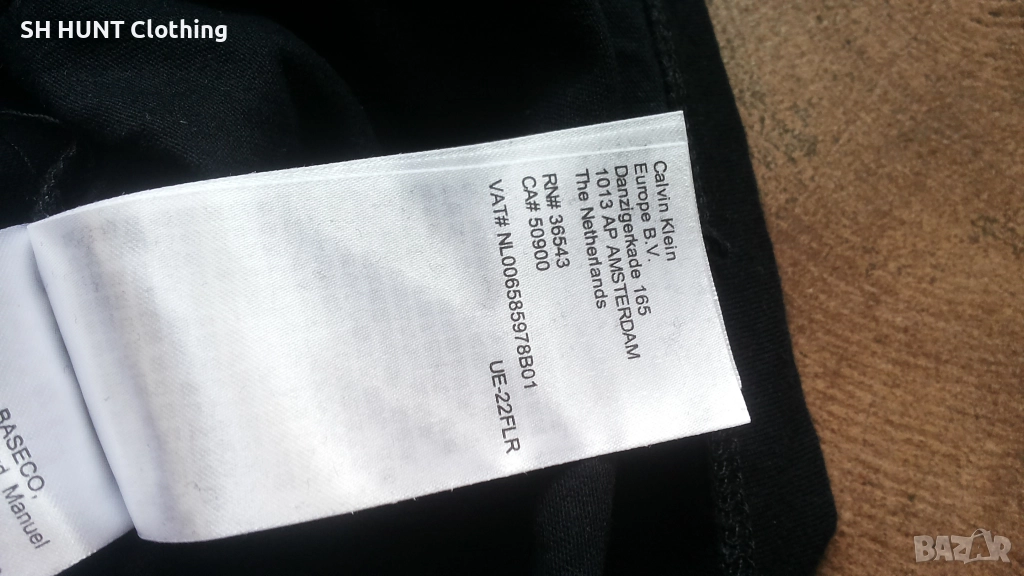 SH HUNT Clothing
Calvin Klein
Europe B.V.
Danzigerkade 165
1013 AP AMSTERDAM
The Netherlands
RN# 36543
CA# 50900
VAT# NL006585978B01
UE-22FLR
BASECO,
Manuel
BAZAR